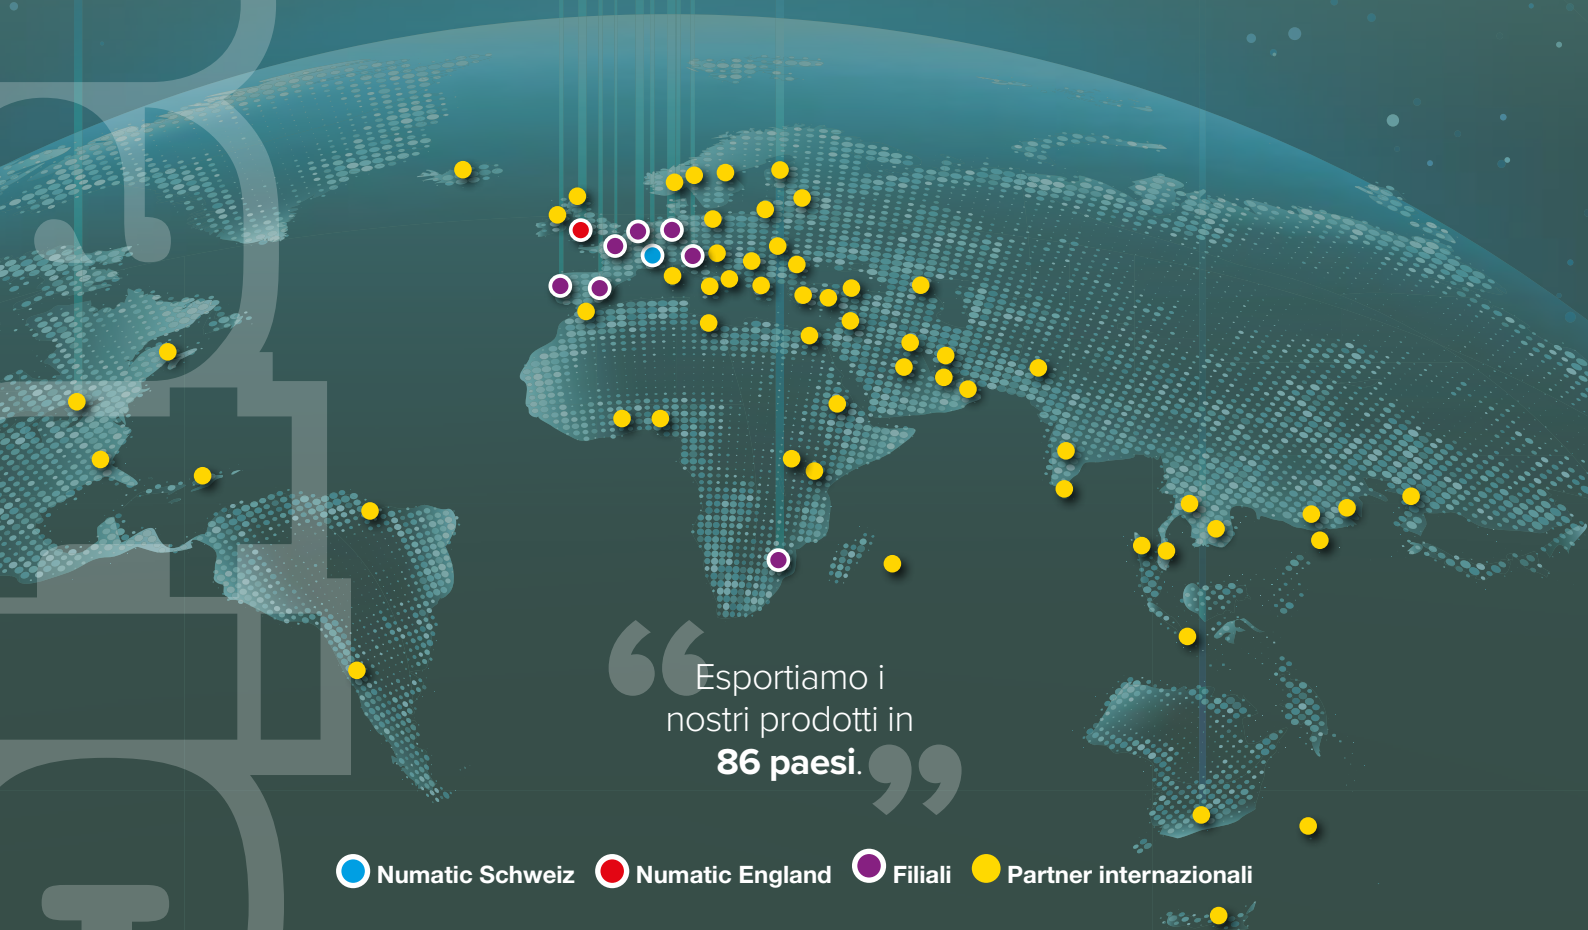 “Esportiamo i
nostri prodotti in
86 paesi.”
Numatic Schweiz
Numatic England
Filiali
Partner internazionali